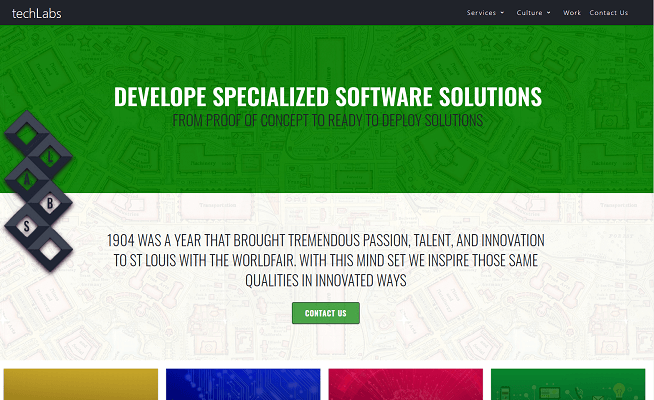 techLabs
Services Culture Work Contact Us
DEVELOPE SPECIALIZED SOFTWARE SOLUTIONS
FROM PROOF OF CONCEPT TO READY TO DEPLOY SOLUTIONS
L
A
B
S
1904 WAS A YEAR THAT BROUGHT TREMENDOUS PASSION, TALENT, AND INNOVATION
TO ST LOUIS WITH THE WORLDFAIR. WITH THIS MIND SET WE INSPIRE THOSE SAME
QUALITIES IN INNOVATED WAYS
CONTACT US